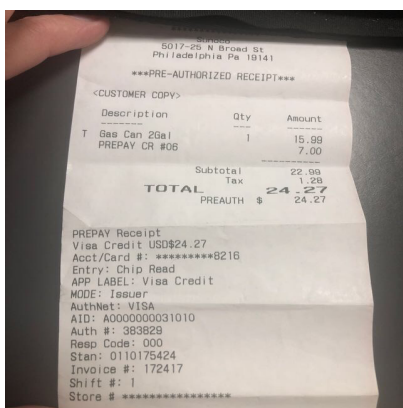 Sunoco
5017-25 N Broad St
Philadelphia Pa 19141
***PRE-AUTHORIZED RECEIPT***
<CUSTOMER COPY>
Description Qty Amount
------- --- ------
T Gas Can 2Gal 1 15.99
PREPAY CR #06 7.00
----------
Subtotal 22.99
Tax 1.28
TOTAL 24.27
PREAUTH $ 24.27
PREPAY Receipt
Visa Credit USD$24.27
Acct/Card #: *********8216
Entry: Chip Read
APP LABEL: Visa Credit
MODE: Issuer
AuthNet: VISA
AID: A0000000031010
Auth #: 383829
Resp Code: 000
Stan: 0110175424
Invoice #: 172417
Shift #: 1
Store # ****************